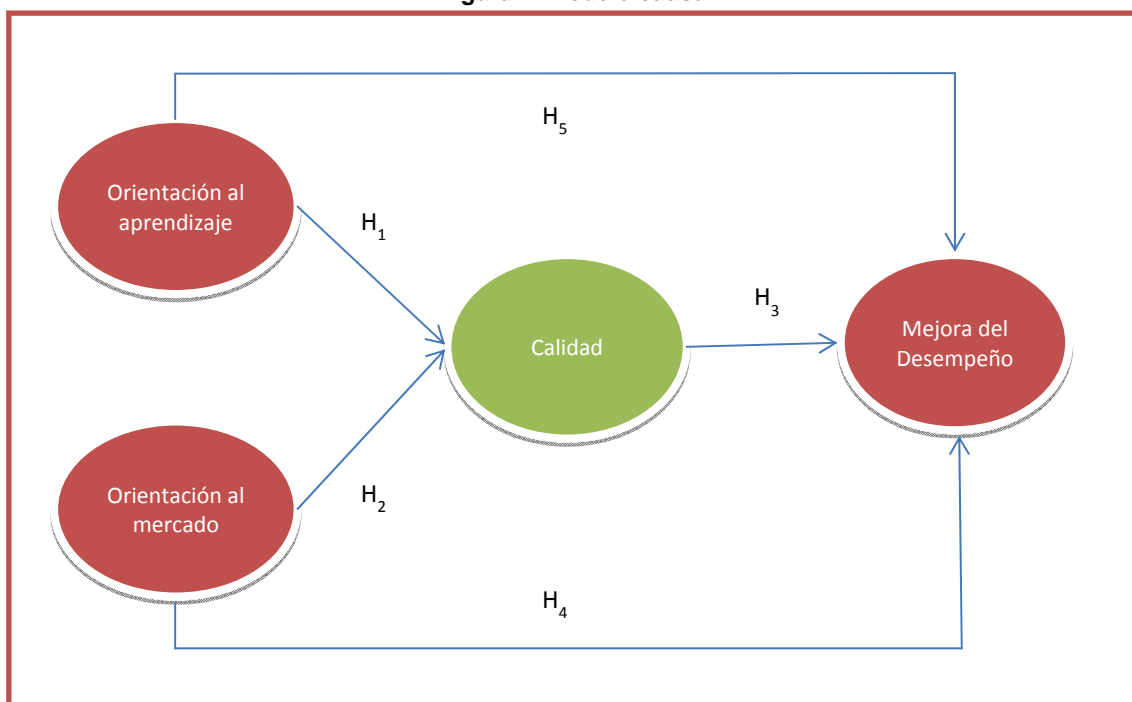 H5
Orientación al
aprendizaje
H1
H3
Calidad
Mejora del
Desempeño
Orientación al
mercado
H2
H4